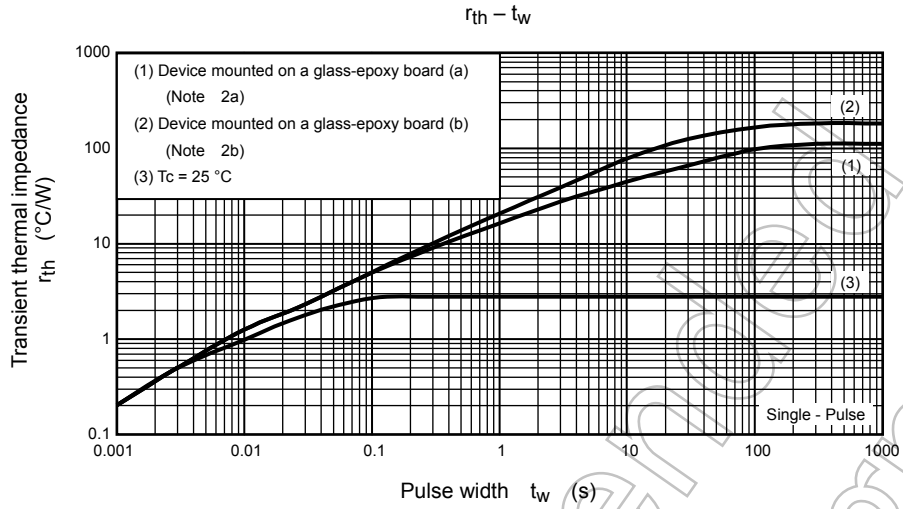 rth – tw
1000
(1) Device mounted on a glass-epoxy board (a)
(Note 2a)
(2) Device mounted on a glass-epoxy board (b)
(Note 2b)
(3) Tc = 25 °C
(2)
100
(1)
10
(3)
1
Single - Pulse
0.1
0.001
0.01
0.1
1
10
100
1000
Transient thermal impedance
rth (°C/W)
Pulse width tw (s)
ended